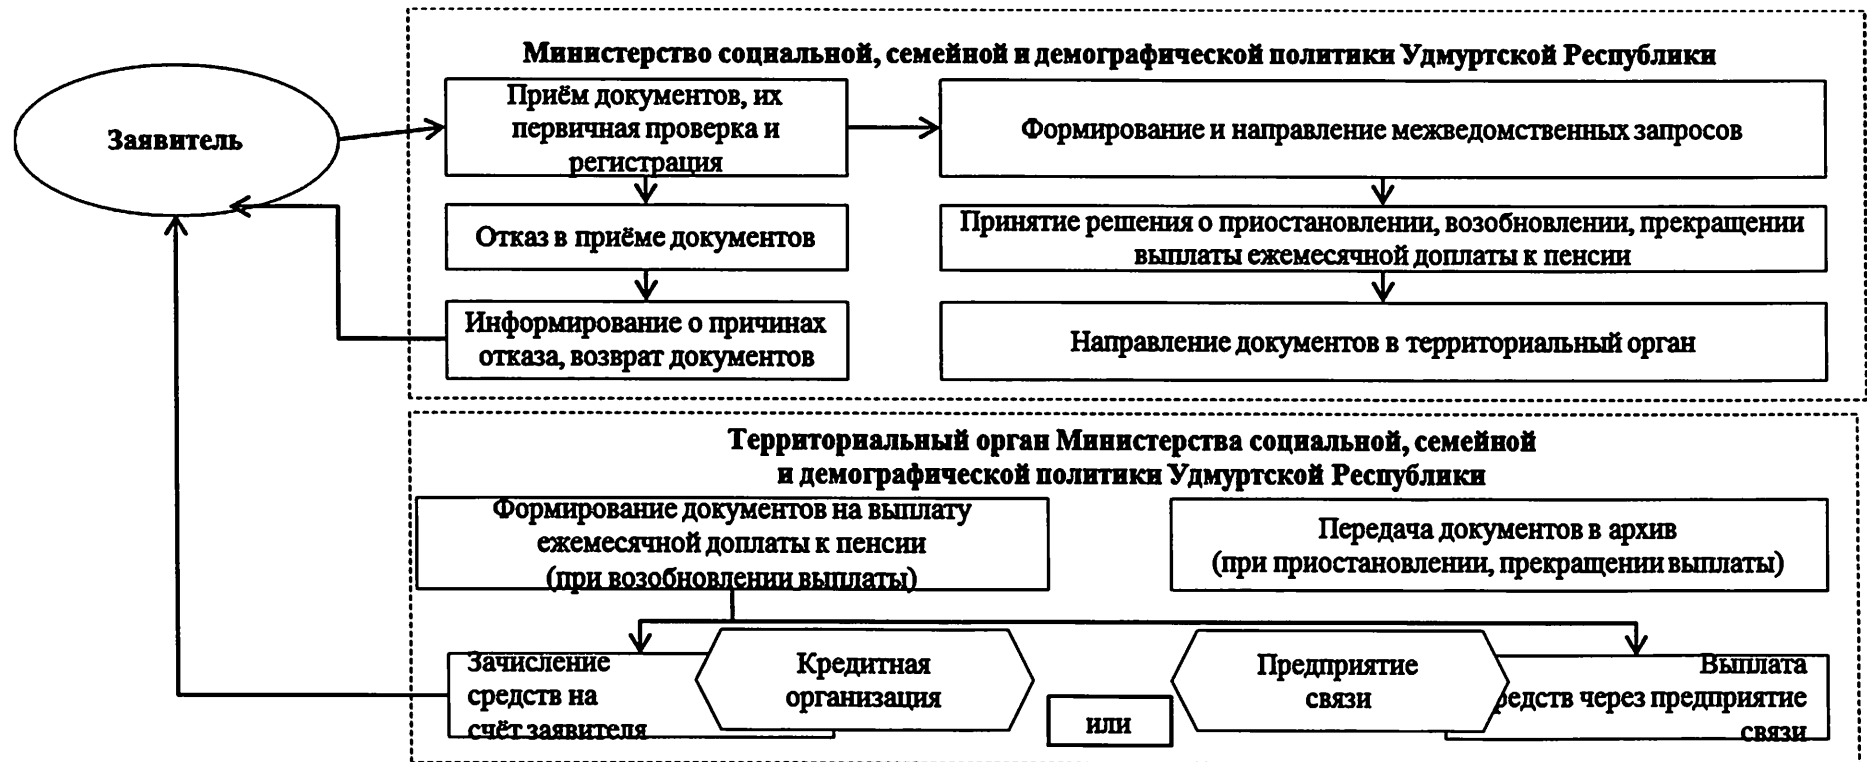 Министерство социальной, семейной и демографической политики Удмуртской Республики
Заявитель
Приём документов, их
первичная проверка и
регистрация
Формирование и направление межведомственных запросов
Отказ в приёме документов
Принятие решения о приостановлении, возобновлении, прекращении
выплаты ежемесячной доплаты к пенсии
Информирование о причинах
отказа, возврат документов
Направление документов в территориальный орган
Территориальный орган Министерства социальной, семейной
и демографической политики Удмуртской Республики
Формирование документов на выплату
ежемесячной доплаты к пенсии
(при возобновлении выплаты)
Передача документов в архив
(при приостановлении, прекращении выплаты)
Зачисление
средств на
счёт заявителя
Кредитная
организация
или
Предприятие
связи
Выплата
редств через предприятие
связи